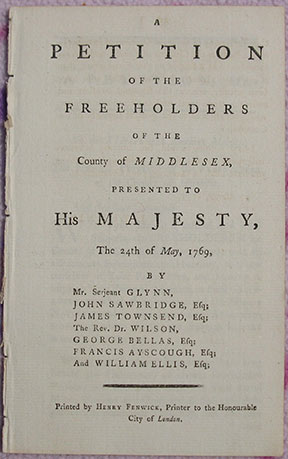 A
PETITION
OF THE
FREEHOLDERS
OF THE
County of MIDDLESEX,
PRESENTED TO
His MAJESTY,
The 24th of May, 1769,
BY
Mr. Serjeant GLYNN,
JOHN SAWBRIDGE, Esq;
JAMES TOWNSEND, Esq;
The Rev. Dr. WILSON,
GEORGE BELLAS, Esq;
FRANCIS AYSCOUGH, Esq;
And WILLIAM ELLIS, Esq;
Printed by HENRY FENWICK, Printer to the Honourable
City of London.